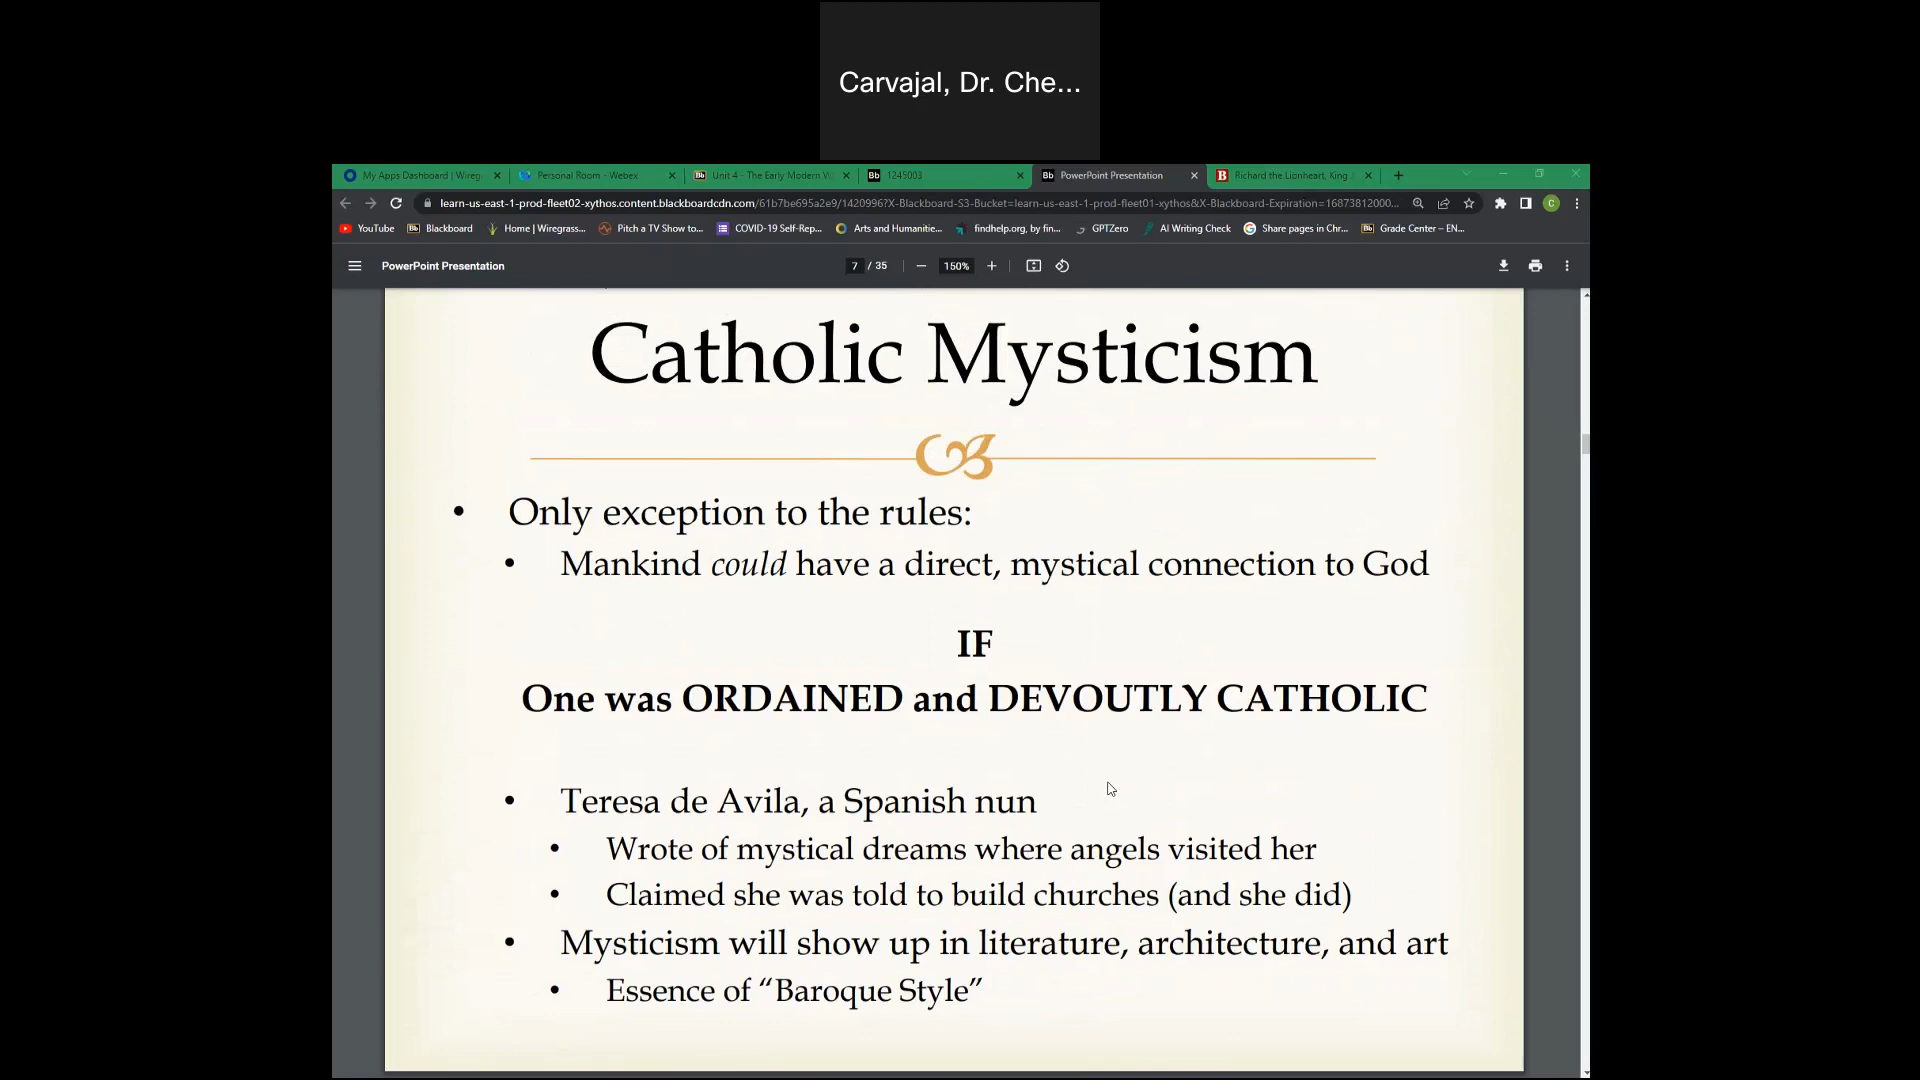 Carvajal, Dr. Che...
My Apps Dashboard | Wireg
Personal Room - Webex
Unit 4 - The Early Modern W
1245003
PowerPoint Presentation
Richard the Lionheart, King
learn-us-east-1-prod-fleet02-xythos.content.blackboardcdn.com/61b7be695a2e9/1420996?X-Blackboard-S3-Bucket=learn-us-east-1-prod-fleet01-xythos&X-Blackboard-Expiration=16873812000...
YouTube
Blackboard
Home | Wiregrass...
Pitch a TV Show to...
COVID-19 Self-Rep...
Arts and Humanitie...
findhelp.org, by fin...
GPTZero
AI Writing Check
Share pages in Chr...
Grade Center – EN...
PowerPoint Presentation
7 / 35
150%
Catholic Mysticism
• Only exception to the rules:
• Mankind could have a direct, mystical connection to God
IF
One was ORDAINED and DEVOUTLY CATHOLIC
• Teresa de Avila, a Spanish nun
• Wrote of mystical dreams where angels visited her
• Claimed she was told to build churches (and she did)
• Mysticism will show up in literature, architecture, and art
• Essence of “Baroque Style”